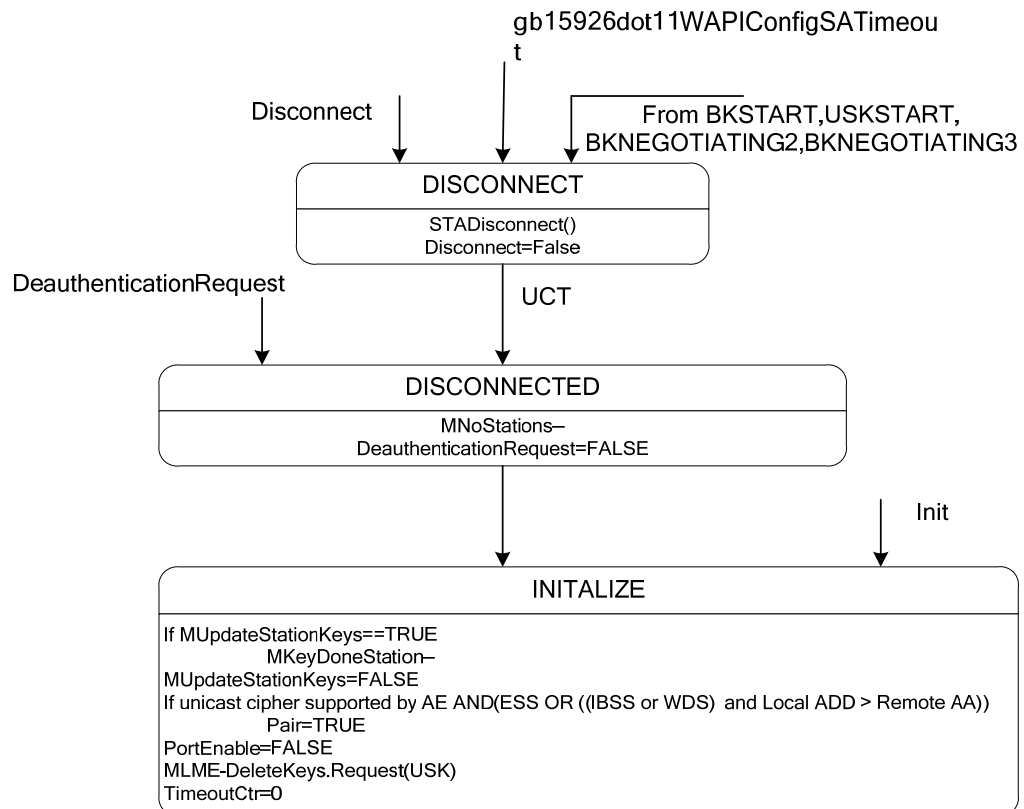 gb15926dot11WAPIConfigSATimeou
t
Disconnect
From BKSTART,USKSTART,
BKNEGOTIATING2,BKNEGOTIATING3
DISCONNECT
STADisconnect()
Disconnect=False
DeauthenticationRequest
UCT
DISCONNECTED
MNoStations–
DeauthenticationRequest=FALSE
Init
INITALIZE
If MUpdateStationKeys==TRUE
MKeyDoneStation–
MUpdateStationKeys=FALSE
If unicast cipher supported by AE AND(ESS OR ((IBSS or WDS) and Local ADD > Remote AA))
Pair=TRUE
PortEnable=FALSE
MLME-DeleteKeys.Request(USK)
TimeoutCtr=0